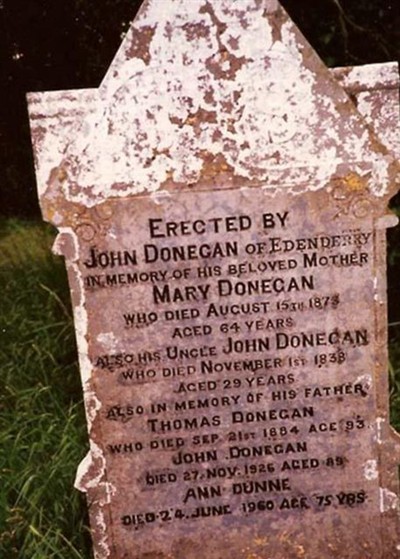 ERECTED BY
JOHN DONEGAN OF EDENDERRY
IN MEMORY OF HIS BELOVED MOTHER
MARY DONEGAN
WHO DIED AUGUST 15TH 1873
AGED 64 YEARS
ALSO HIS UNCLE JOHN DONEGAN
WHO DIED NOVEMBER 1ST 1838
AGED 29 YEARS
ALSO IN MEMORY OF HIS FATHER
THOMAS DONEGAN
WHO DIED SEP. 21ST 1884 AGE 93.
JOHN DONEGAN
DIED 27. NOV. 1926 AGED 89
ANN DUNNE
DIED 24. JUNE 1960 AGE 75 YRS